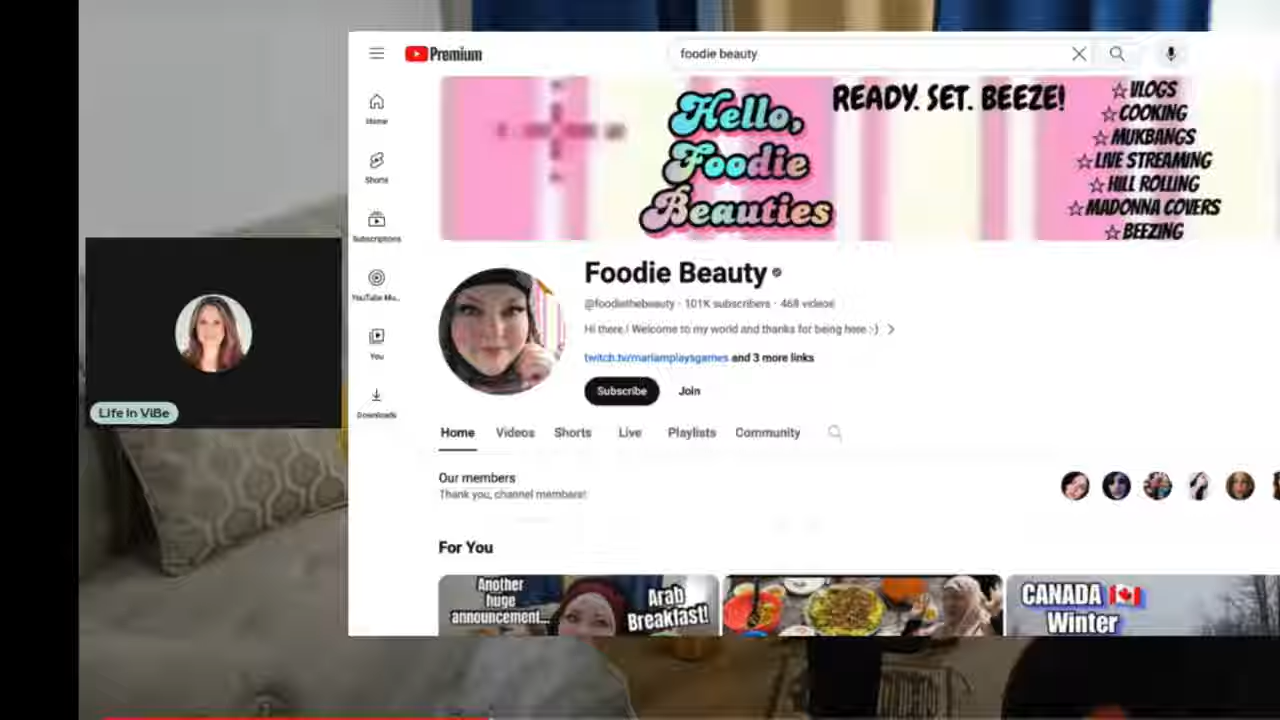 Premium
foodie beauty
Home
Shorts
Subscriptions
YouTube Mu...
You
Downloads
Hello,
Foodie
Beauties
READY. SET. BEEZE!
☆VLOGS
☆COOKING
☆MUKBANGS
☆LIVE STREAMING
☆HILL ROLLING
☆MADONNA COVERS
☆BEEZING
Foodie Beauty
@foodiethebeauty · 101K subscribers · 468 videos
Hi there! Welcome to my world and thanks for being here :-)
twitch.tv/mariamplaysgames and 3 more links
Subscribe Join
Home Videos Shorts Live Playlists Community
Our members
Thank you, channel members!
For You
Another
huge
announcement...
Arab
Breakfast!
CANADA
Winter
Life In ViBe